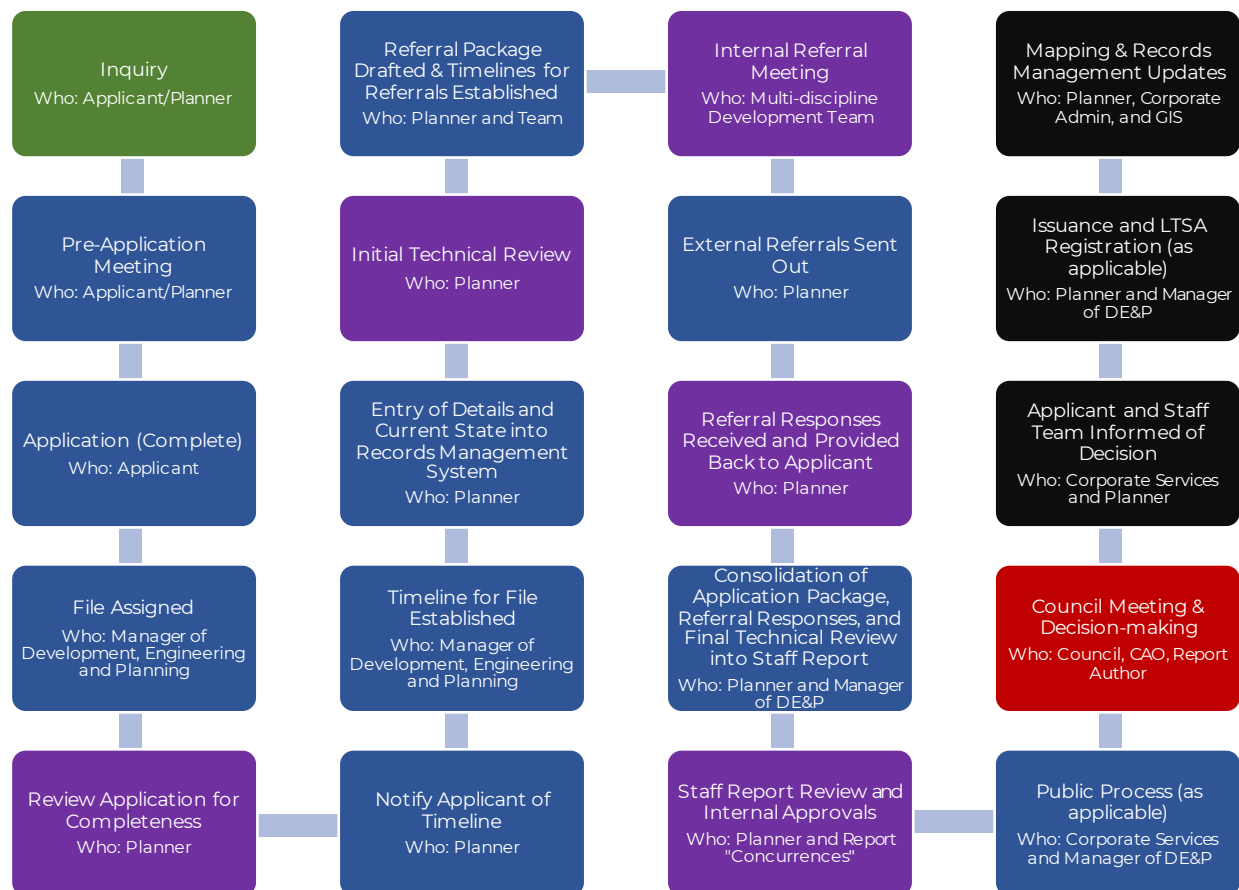 Inquiry
Who: Applicant/Planner
Pre-Application
Meeting
Who: Applicant/Planner
Application (Complete)
Who: Applicant
File Assigned
Who: Manager of
Development, Engineering
and Planning
Review Application for
Completeness
Who: Planner
Notify Applicant of
Timeline
Who: Planner
Timeline for File
Established
Who: Manager of
Development, Engineering
and Planning
Entry of Details and
Current State into
Records Management
System
Who: Planner
Initial Technical Review
Who: Planner
Referral Package
Drafted & Timelines for
Referrals Established
Who: Planner and Team
Internal Referral
Meeting
Who: Multi-discipline
Development Team
External Referrals Sent
Out
Who: Planner
Referral Responses
Received and Provided
Back to Applicant
Who: Planner
Consolidation of
Application Package,
Referral Responses, and
Final Technical Review
into Staff Report
Who: Planner and Manager
of DE&P
Staff Report Review and
Internal Approvals
Who: Planner and Report
"Concurrences"
Public Process (as
applicable)
Who: Corporate Services
and Manager of DE&P
Council Meeting &
Decision-making
Who: Council, CAO, Report
Author
Applicant and Staff
Team Informed of
Decision
Who: Corporate Services
and Planner
Issuance and LTSA
Registration (as
applicable)
Who: Planner and Manager
of DE&P
Mapping & Records
Management Updates
Who: Planner, Corporate
Admin, and GIS